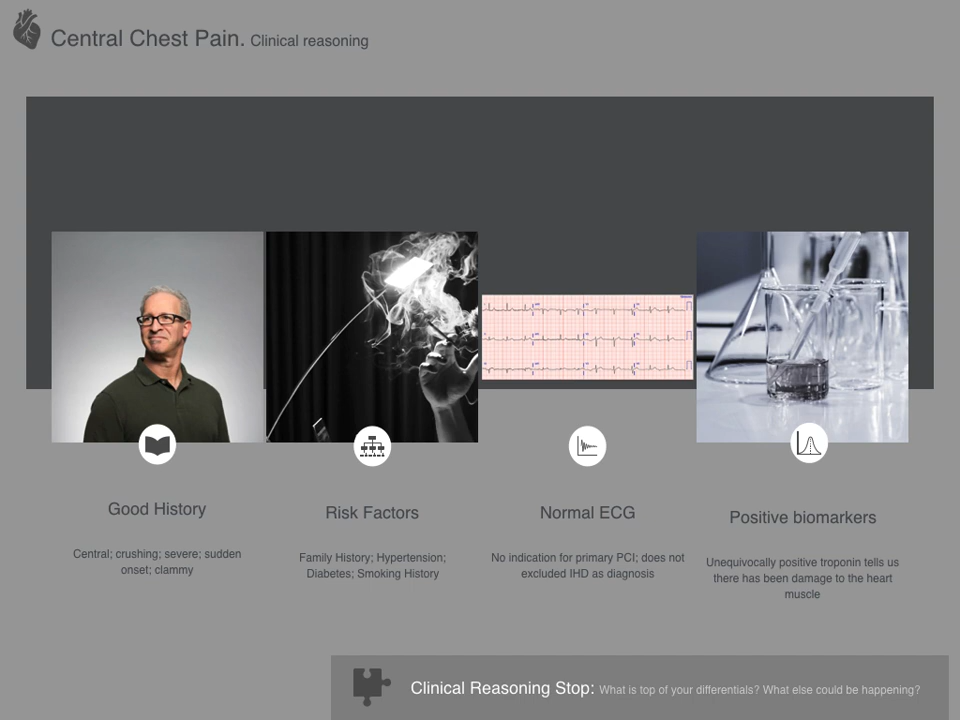 Central Chest Pain. Clinical reasoning
Good History
Central; crushing; severe; sudden
onset; clammy
Risk Factors
Family History; Hypertension;
Diabetes; Smoking History
Normal ECG
No indication for primary PCI; does not
excluded IHD as diagnosis
Positive biomarkers
Unequivocally positive troponin tells us
there has been damage to the heart
muscle
Clinical Reasoning Stop: What is top of your differentials? What else could be happening?